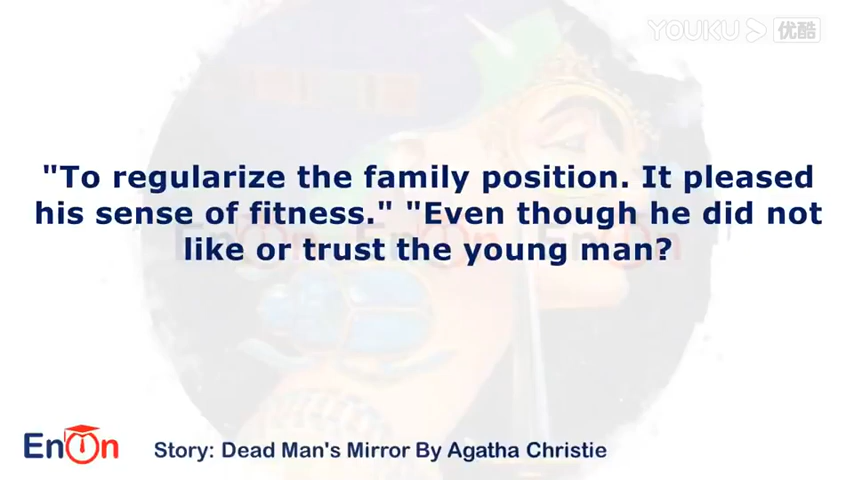 YOUKU 优酷
"To regularize the family position. It pleased
his sense of fitness." "Even though he did not
like or trust the young man?
EnOn
Story: Dead Man's Mirror By Agatha Christie